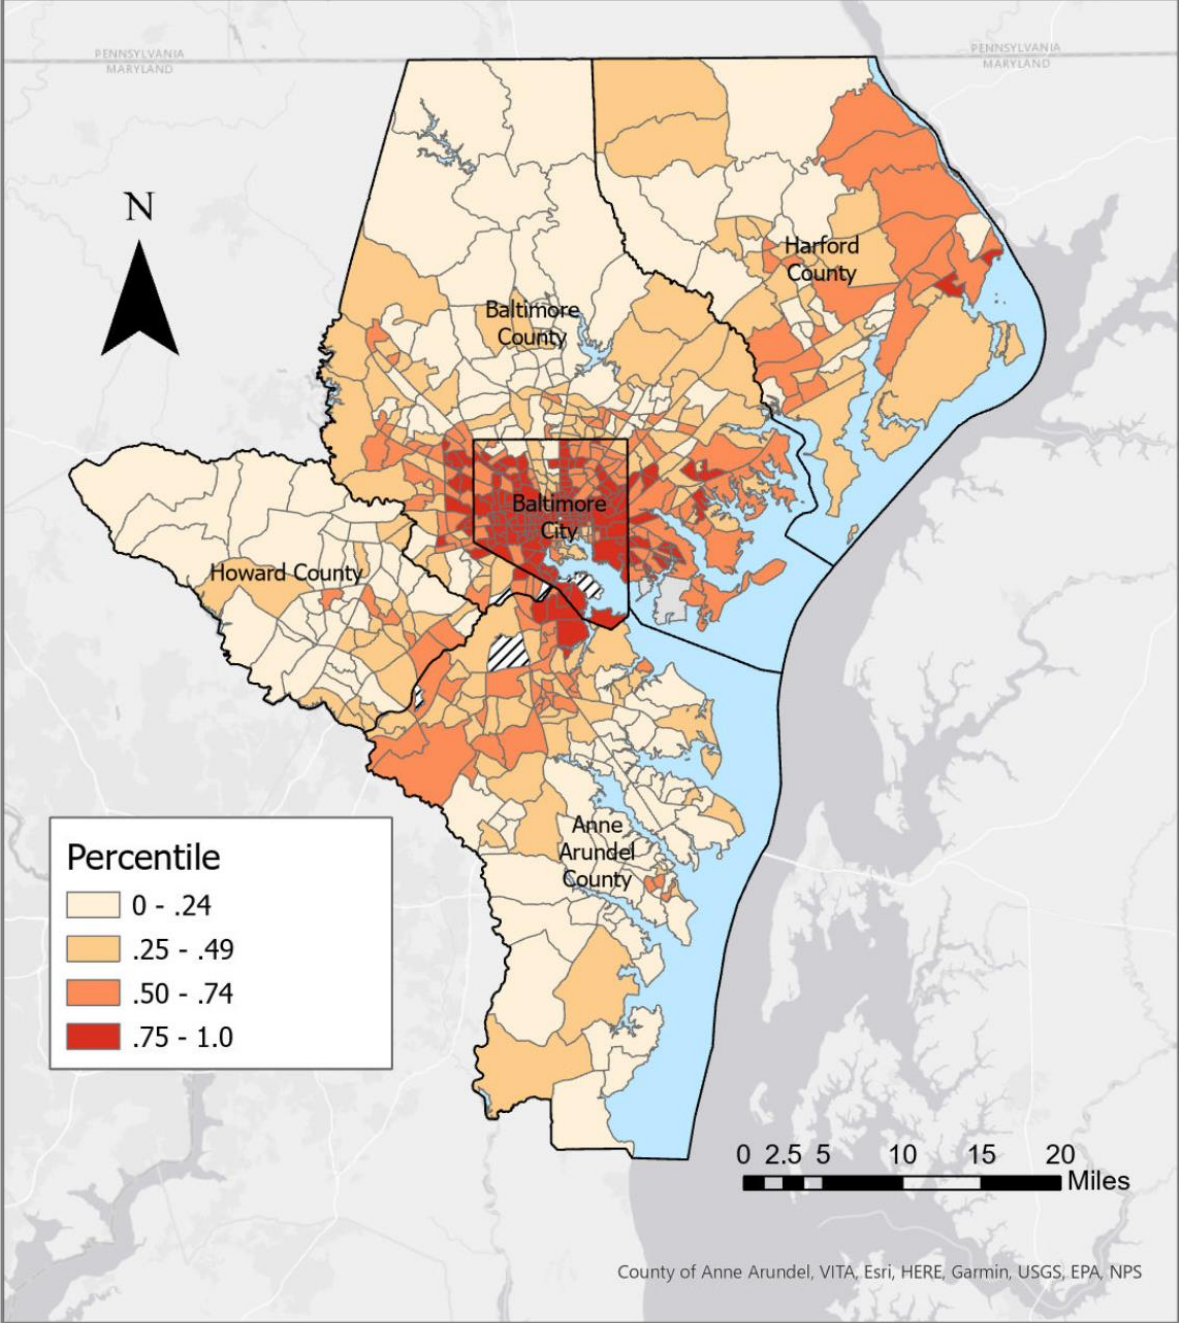 PENNSYLVANIA
MARYLAND
PENNSYLVANIA
MARYLAND
N
Harford
County
Baltimore
County
Baltimore
City
Howard County
Anne
Arundel
County
Percentile
0 - .24
.25 - .49
.50 - .74
.75 - 1.0
0 2.5 5 10 15 20
Miles
County of Anne Arundel, VITA, Esri, HERE, Garmin, USGS, EPA, NPS